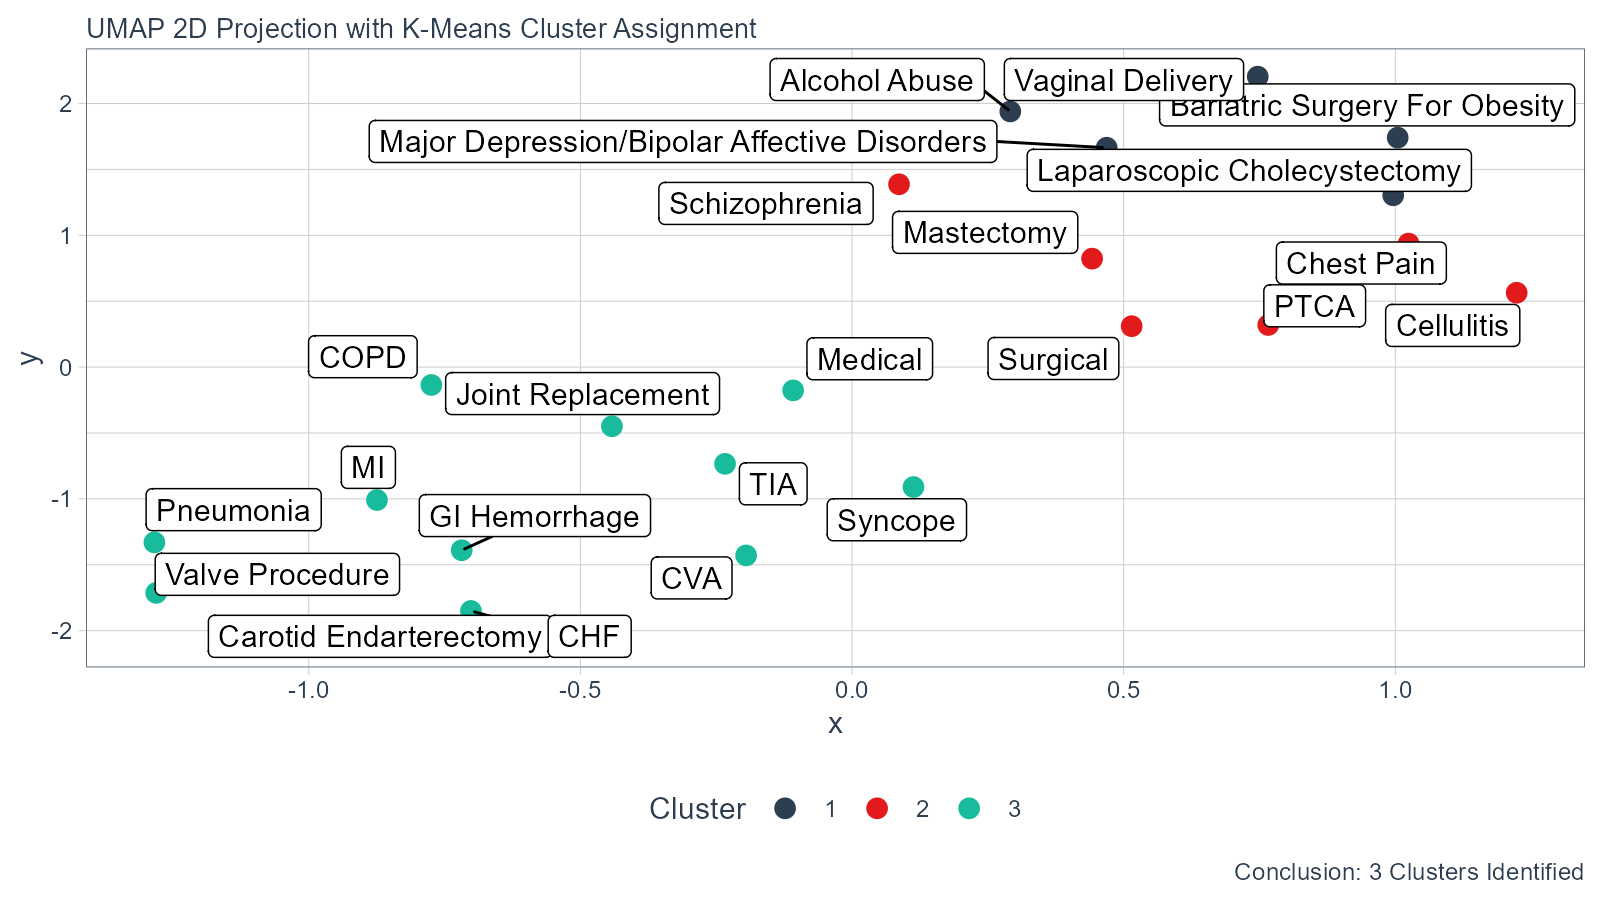 UMAP 2D Projection with K-Means Cluster Assignment
Alcohol Abuse
Vaginal Delivery
Bariatric Surgery For Obesity
Major Depression/Bipolar Affective Disorders
Laparoscopic Cholecystectomy
Schizophrenia
Mastectomy
Chest Pain
PTCA
Cellulitis
COPD
Medical
Surgical
Joint Replacement
MI
TIA
Pneumonia
GI Hemorrhage
Syncope
Valve Procedure
CVA
Carotid Endarterectomy
CHF
2
1
0
-1
-2
y
-1.0
-0.5
0.0
0.5
1.0
x
Cluster 1 2 3
Conclusion: 3 Clusters Identified